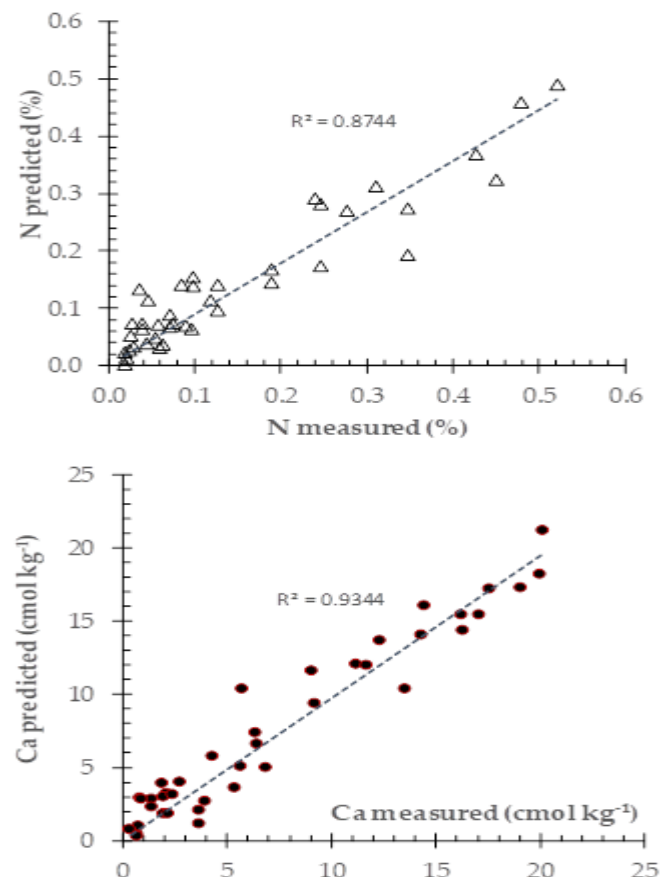 0.6
0.5
0.4
0.3
0.2
0.1
0.0
N predicted (%)
R² = 0.8744
0.0 0.1 0.2 0.3 0.4 0.5 0.6
N measured (%)
25
20
15
10
5
0
Ca predicted (cmol kg⁻¹)
R² = 0.9344
Ca measured (cmol kg⁻¹)
0 5 10 15 20 25